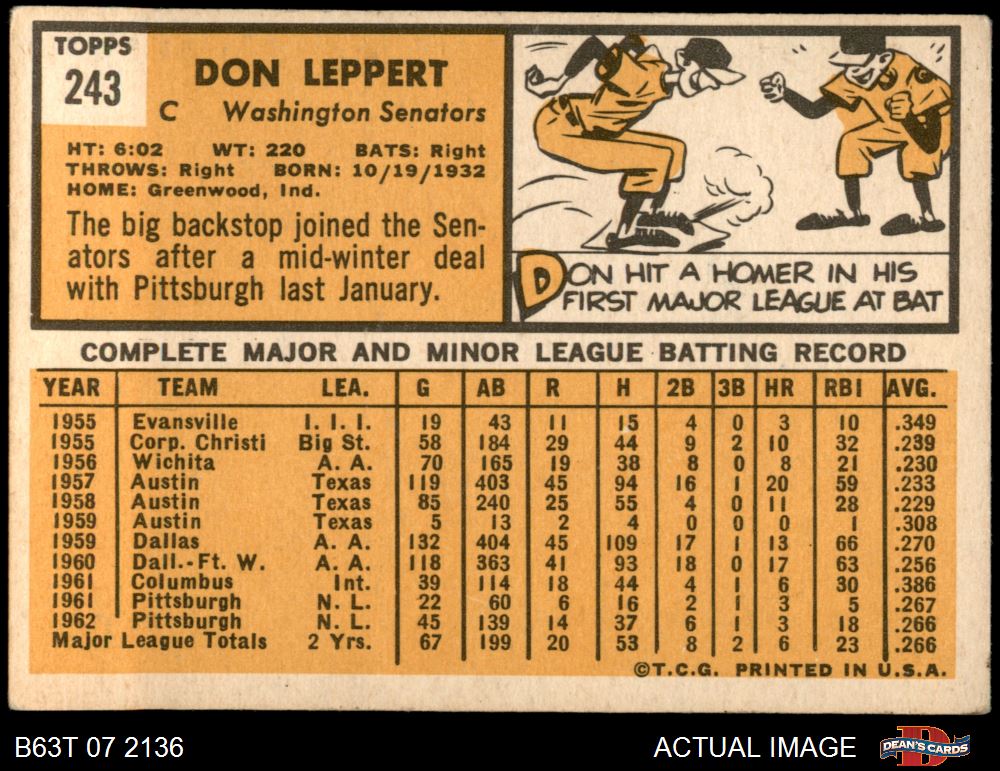 TOPPS
243
DON LEPPERT
C Washington Senators
HT: 6:02 WT: 220 BATS: Right
THROWS: Right BORN: 10/19/1932
HOME: Greenwood, Ind.
The big backstop joined the Sen-
ators after a mid-winter deal
with Pittsburgh last January.
DON HIT A HOMER IN HIS
FIRST MAJOR LEAGUE AT BAT
COMPLETE MAJOR AND MINOR LEAGUE BATTING RECORD
YEAR TEAM LEA. G AB R H 2B 3B HR RBI AVG.
1955 Evansville I. I. I. 19 43 11 15 4 0 3 10 .349
1955 Corp. Christi Big St. 58 184 29 44 9 2 10 32 .239
1956 Wichita A. A. 70 165 19 38 8 0 8 21 .230
1957 Austin Texas 119 403 45 94 16 1 20 59 .233
1958 Austin Texas 85 240 25 55 4 0 11 28 .229
1959 Austin Texas 5 13 2 4 0 0 0 1 .308
1959 Dallas A. A. 132 404 45 109 17 1 13 66 .270
1960 Dall.-Ft. W. A. A. 118 363 41 93 18 0 17 63 .256
1961 Columbus Int. 39 114 18 44 4 1 6 30 .386
1961 Pittsburgh N. L. 22 60 6 16 2 1 3 5 .267
1962 Pittsburgh N. L. 45 139 14 37 6 1 3 18 .266
Major League Totals 2 Yrs. 67 199 20 53 8 2 6 23 .266
©T.C.G. PRINTED IN U.S.A.
B63T 07 2136 ACTUAL IMAGE
DEAN'S CARDS